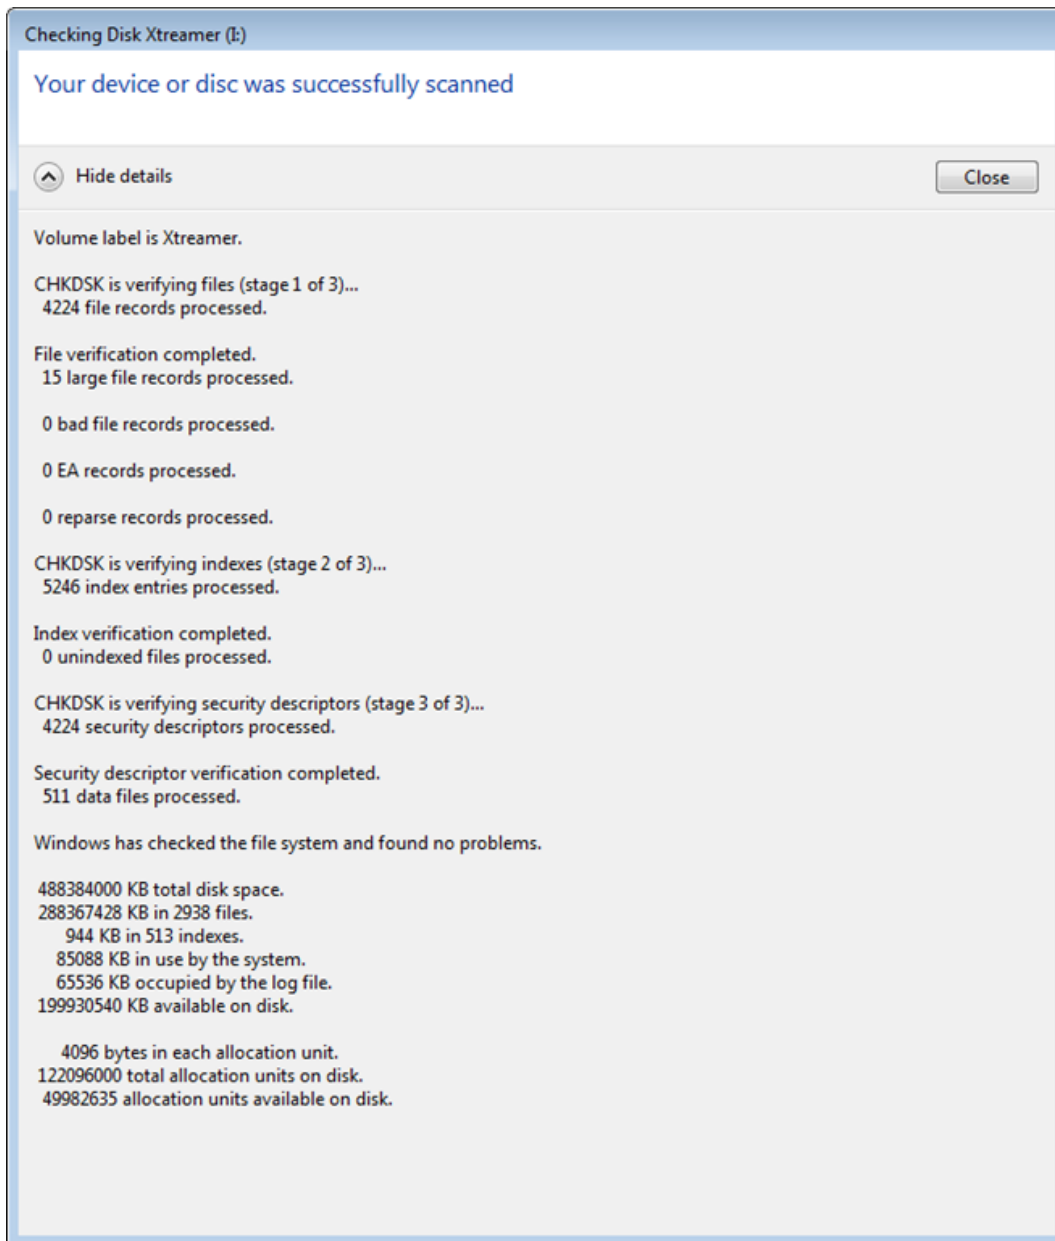 Checking Disk Xtreamer (I:)
Your device or disc was successfully scanned
Hide details
Close
Volume label is Xtreamer.
CHKDSK is verifying files (stage 1 of 3)...
4224 file records processed.
File verification completed.
15 large file records processed.
0 bad file records processed.
0 EA records processed.
0 reparse records processed.
CHKDSK is verifying indexes (stage 2 of 3)...
5246 index entries processed.
Index verification completed.
0 unindexed files processed.
CHKDSK is verifying security descriptors (stage 3 of 3)...
4224 security descriptors processed.
Security descriptor verification completed.
511 data files processed.
Windows has checked the file system and found no problems.
488384000 KB total disk space.
288367428 KB in 2938 files.
944 KB in 513 indexes.
85088 KB in use by the system.
65536 KB occupied by the log file.
199930540 KB available on disk.
4096 bytes in each allocation unit.
122096000 total allocation units on disk.
49982635 allocation units available on disk.